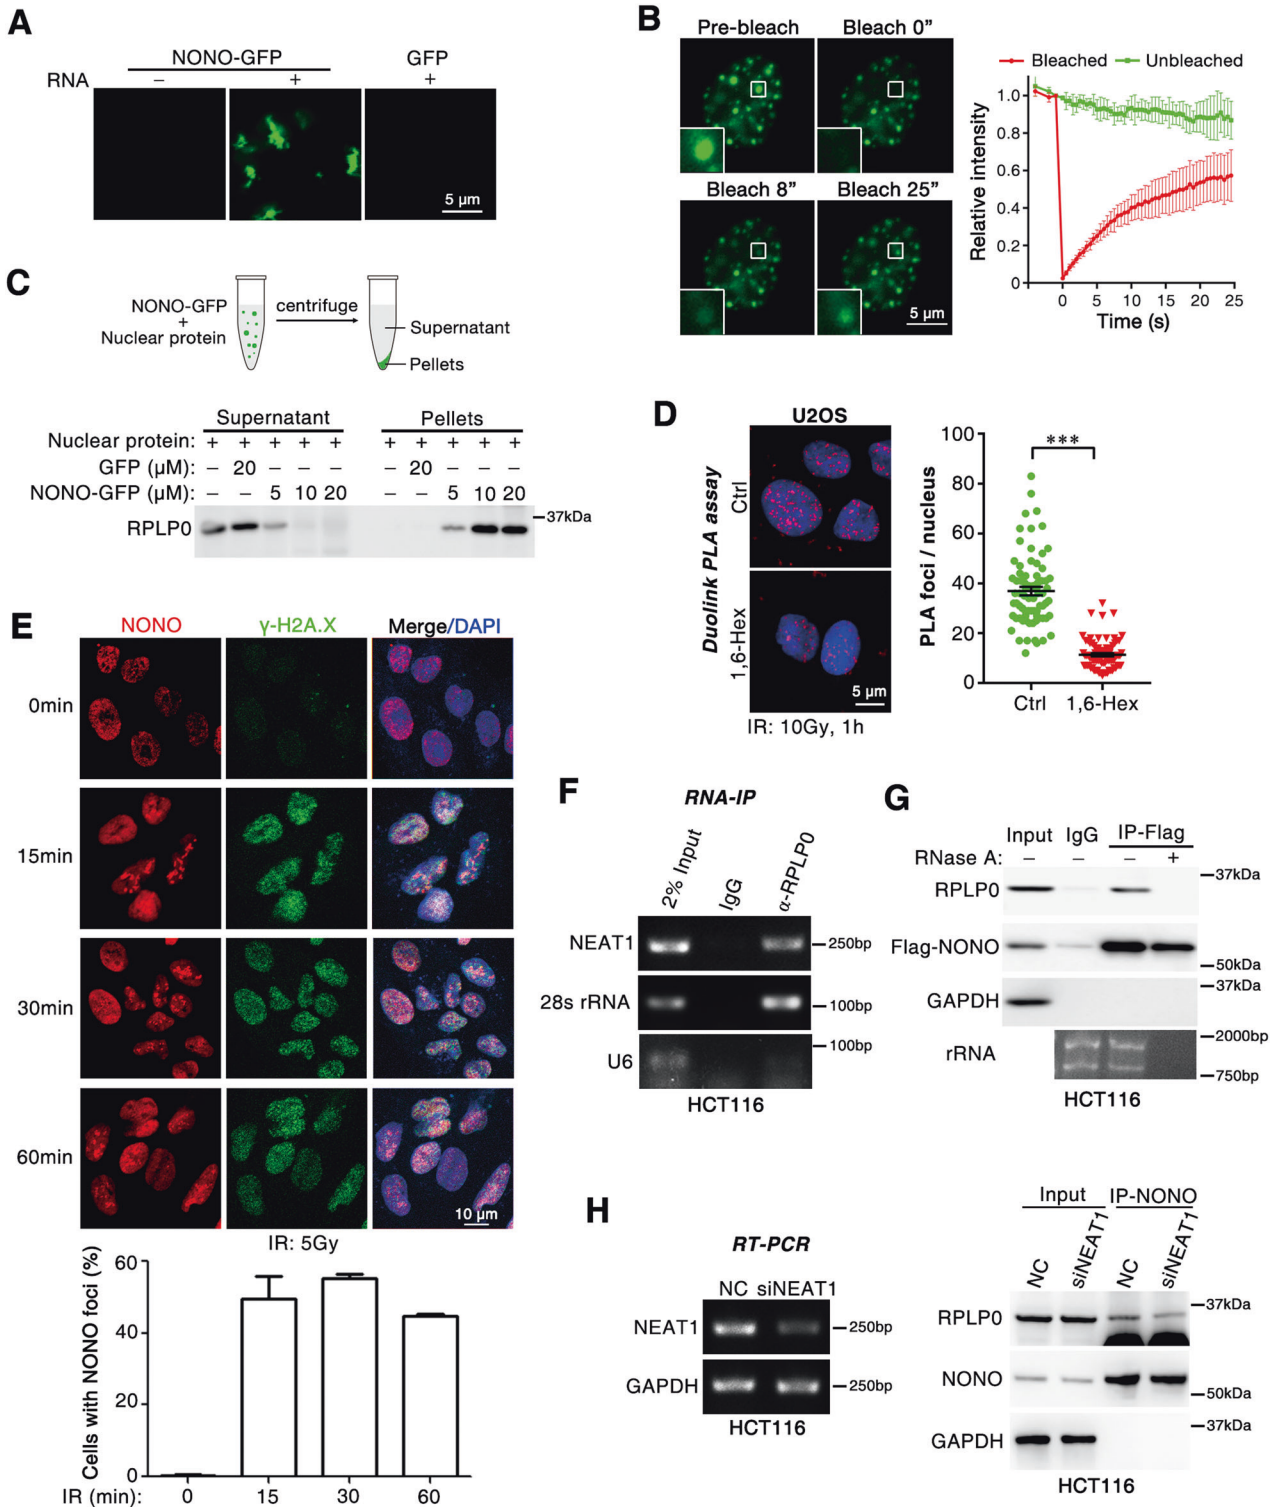 A
NONO-GFP GFP
RNA − + +
5 μm
B
Pre-bleach Bleach 0”
Bleach 8” Bleach 25”
5 μm
Bleached Unbleached
Relative intensity
1.0
0.8
0.6
0.4
0.2
0
0 5 10 15 20 25
Time (s)
C
NONO-GFP
+
Nuclear protein
centrifuge
Supernatant
Pellets
Supernatant Pellets
Nuclear protein: + + + + + + + + + +
GFP (μM): − 20 − − − − 20 − − −
NONO-GFP (μM): − − 5 10 20 − − 5 10 20
RPLP0
37kDa
D
U2OS
Duolink PLA assay
Ctrl
1,6-Hex
5 μm
IR: 10Gy, 1h
PLA foci / nucleus
100
80
60
40
20
0
***
Ctrl 1,6-Hex
E
NONO γ-H2A.X Merge/DAPI
0min
15min
30min
60min
10 μm
IR: 5Gy
Cells with NONO foci (%)
60
40
20
0
IR (min): 0 15 30 60
F
RNA-IP
2% Input IgG α-RPLP0
NEAT1 250bp
28s rRNA 100bp
U6 100bp
HCT116
G
Input IgG IP-Flag
RNase A: − − − +
RPLP0 37kDa
Flag-NONO 50kDa
GAPDH 37kDa
rRNA 2000bp
750bp
HCT116
H
RT-PCR
NC siNEAT1
NEAT1 250bp
GAPDH 250bp
HCT116
Input IP-NONO
NC siNEAT1 NC siNEAT1
RPLP0 37kDa
NONO 50kDa
GAPDH 37kDa
HCT116